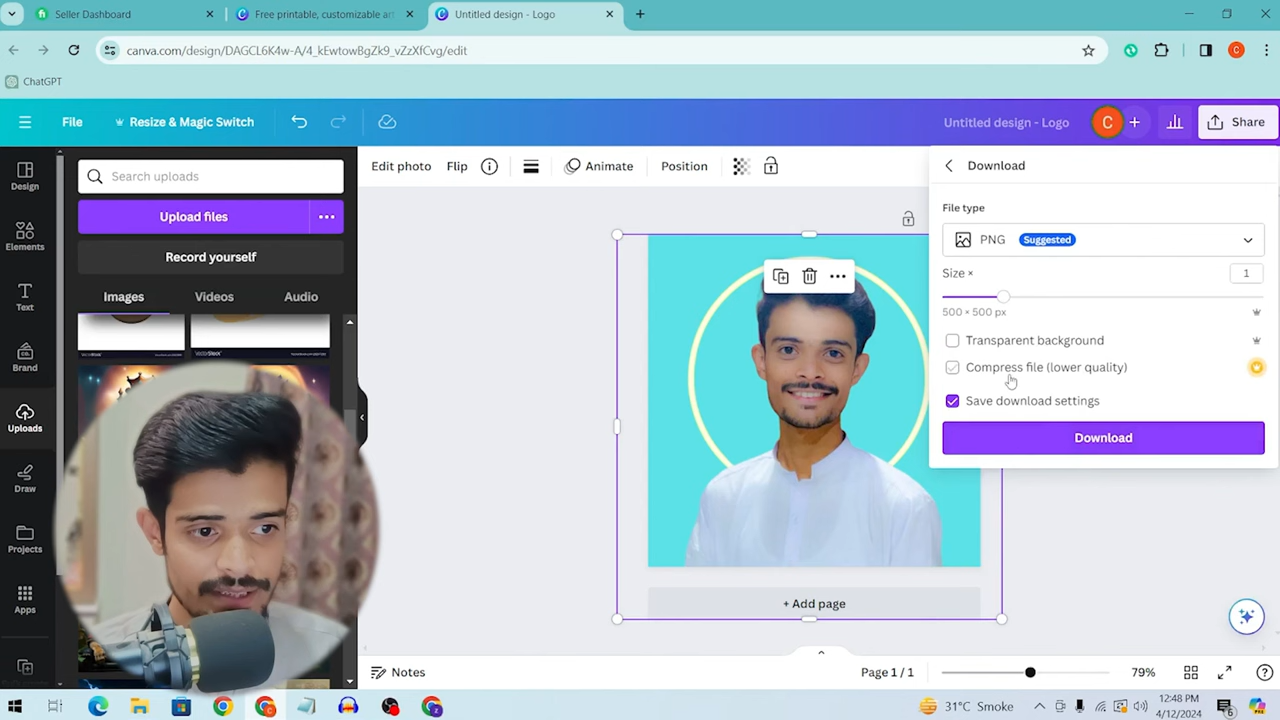 Seller Dashboard
Free printable, customizable art
Untitled design - Logo
canva.com/design/DAGCL6K4w-A/4_kEwtowBgZk9_vZzXfCvg/edit
ChatGPT
File
Resize & Magic Switch
Untitled design - Logo
C
Share
Design
Elements
Text
Brand
Uploads
Draw
Projects
Apps
Search uploads
Upload files
Record yourself
Images
Videos
Audio
VectorStock
VectorStock
Edit photo
Flip
Animate
Position
Download
File type
PNG
Suggested
Size ×
1
500 × 500 px
Transparent background
Compress file (lower quality)
Save download settings
Download
+ Add page
Notes
Page 1 / 1
79%
31°C Smoke
12:48 PM
4/12/2024